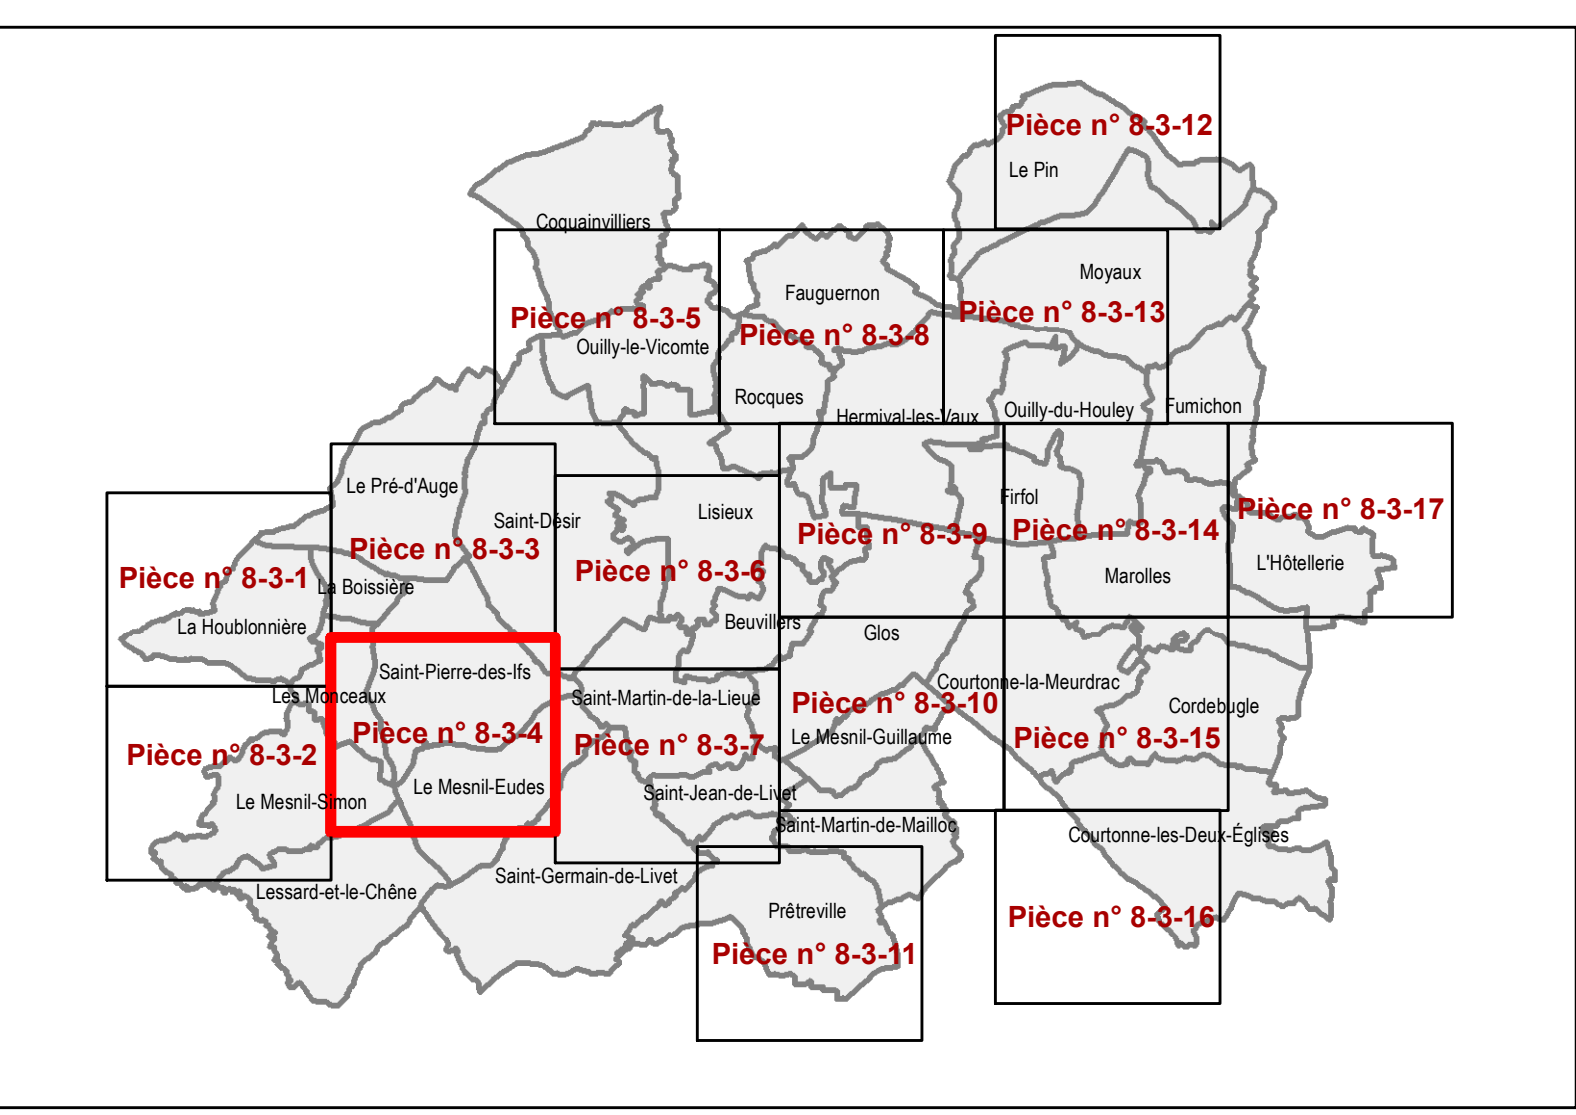 Pièce n° 8-3-12
Le Pin
Coquainvilliers
Moyaux
Fauguernon
Pièce n° 8-3-13
Pièce n° 8-3-5
Pièce n° 8-3-8
Ouilly-le-Vicomte
Rocques
Hermival-les-Vaux
Ouilly-du-Houley
Fumichon
Le Pré-d'Auge
Firfol
Lisieux
Saint-Désir
Pièce n° 8-3-17
Pièce n° 8-3-3
Pièce n° 8-3-9
Pièce n° 8-3-14
L'Hôtellerie
Pièce n° 8-3-1
Pièce n° 8-3-6
Marolles
La Boissière
La Houblonnière
Beuvillers
Glos
Saint-Pierre-des-Ifs
Les Monceaux
Saint-Martin-de-la-Lieue
Courtonne-la-Meurdrac
Pièce n° 8-3-10
Cordebugle
Pièce n° 8-3-4
Le Mesnil-Guillaume
Pièce n° 8-3-15
Pièce n° 8-3-7
Pièce n° 8-3-2
Le Mesnil-Eudes
Saint-Jean-de-Livet
Le Mesnil-Simon
Saint-Martin-de-Mailloc
Courtonne-les-Deux-Églises
Saint-Germain-de-Livet
Lessard-et-le-Chêne
Prêtreville
Pièce n° 8-3-16
Pièce n° 8-3-11